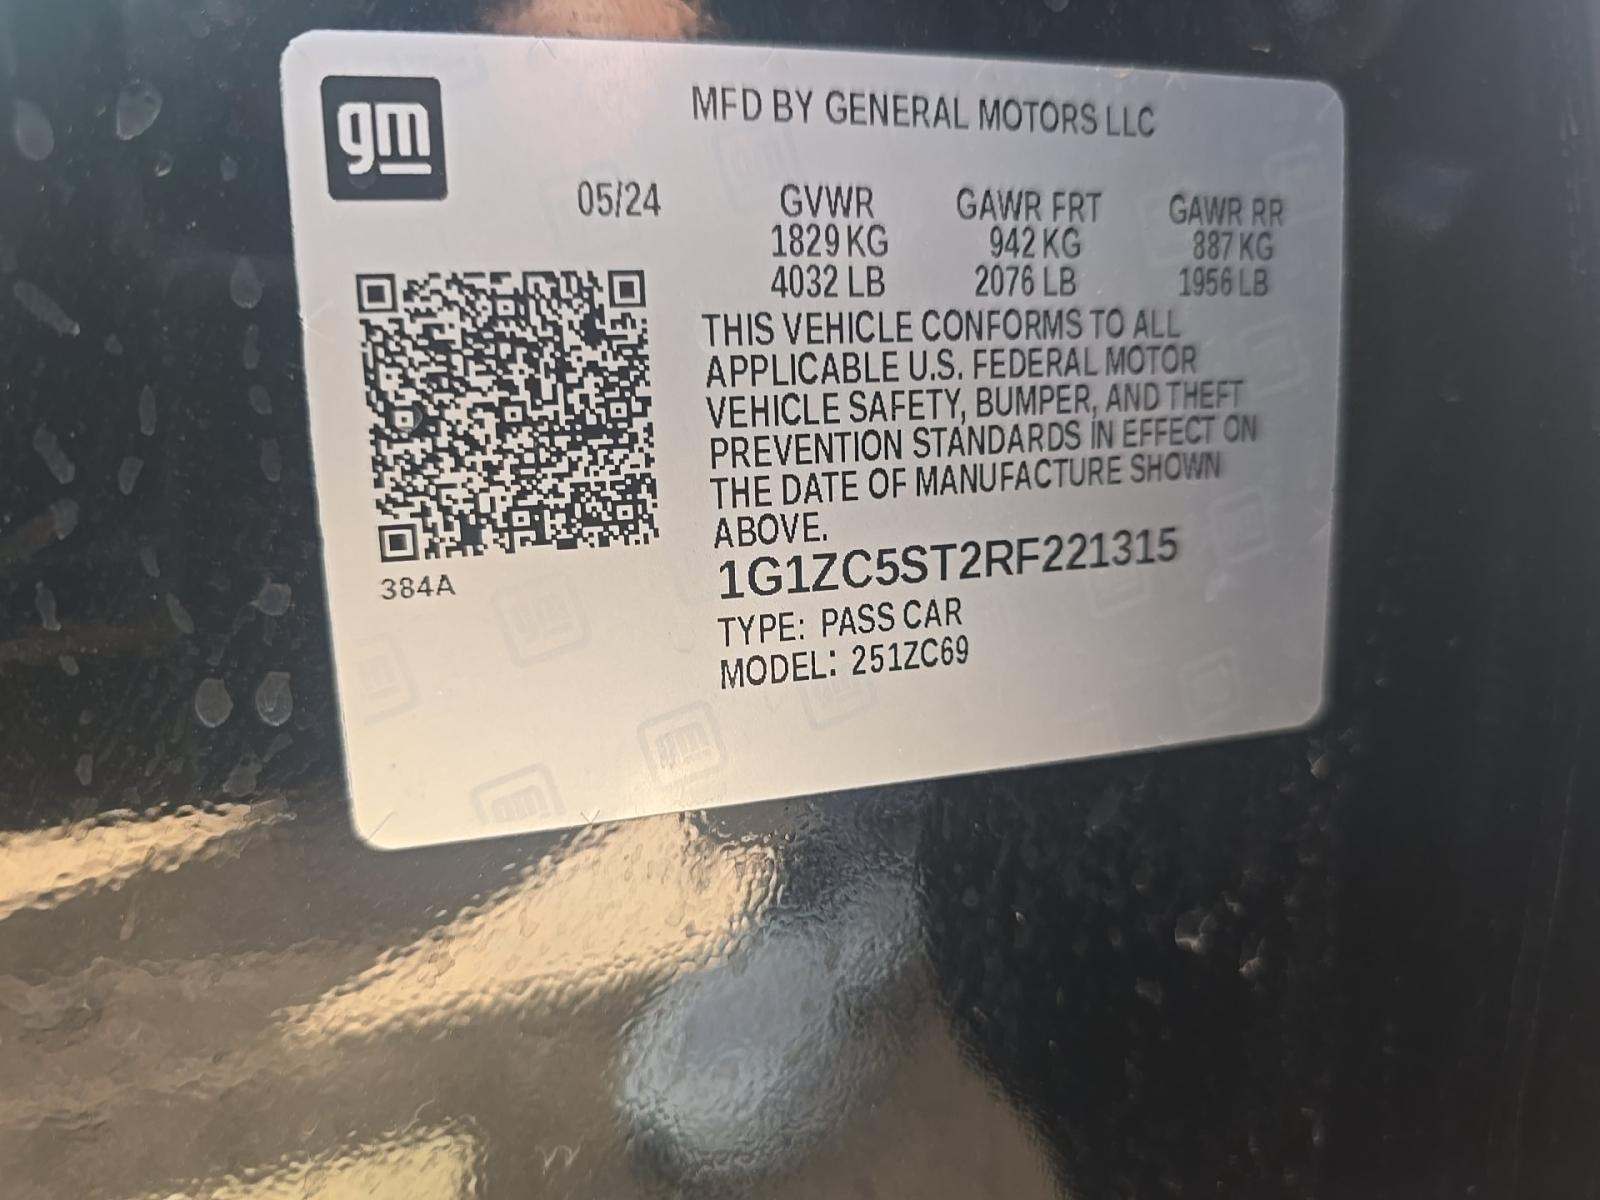 gm
MFD BY GENERAL MOTORS LLC
05/24 GVWR GAWR FRT GAWR RR
1829 KG 942 KG 887 KG
4032 LB 2076 LB 1956 LB
THIS VEHICLE CONFORMS TO ALL
APPLICABLE U.S. FEDERAL MOTOR
VEHICLE SAFETY, BUMPER, AND THEFT
PREVENTION STANDARDS IN EFFECT ON
THE DATE OF MANUFACTURE SHOWN
ABOVE.
384A
1G1ZC5ST2RF221315
TYPE: PASS CAR
MODEL: 251ZC69